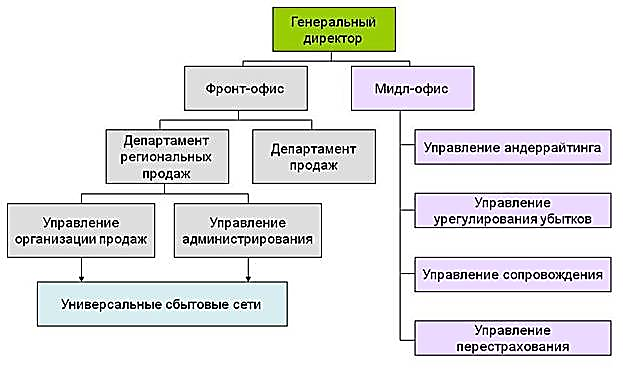 Генеральный
директор
Фронт-офис
Мидл-офис
Департамент
региональных
продаж
Департамент
продаж
Управление андеррайтинга
Управление
организации продаж
Управление
администрирования
Управление
урегулирования убытков
Универсальные сбытовые сети
Управление сопровождения
Управление
перестрахования